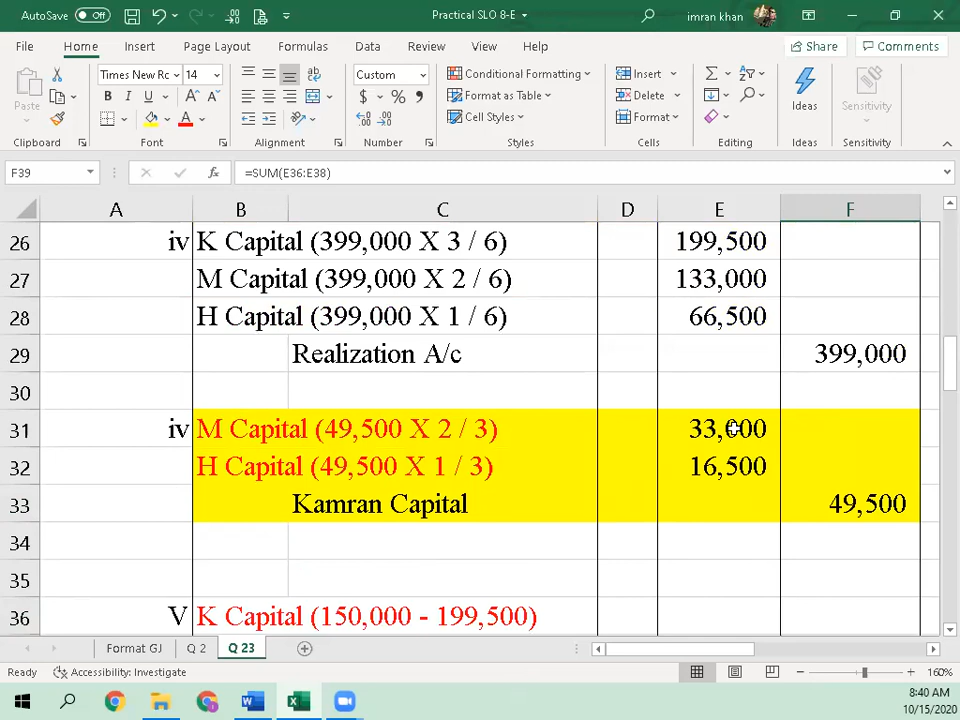 AutoSave Off Practical SLO 8-E imran khan
File Home Insert Page Layout Formulas Data Review View Help Share Comments
Times New Ro 14 Custom Conditional Formatting Insert
Paste B I U A A $ % Format as Table Delete Ideas Sensitivity
A Cell Styles Format
Clipboard Font Alignment Number Styles Cells Editing Ideas Sensitivity
F39 fx =SUM(E36:E38)
A B C D E F
26 iv K Capital (399,000 X 3 / 6) 199,500
27 M Capital (399,000 X 2 / 6) 133,000
28 H Capital (399,000 X 1 / 6) 66,500
29 Realization A/c 399,000
30
31 iv M Capital (49,500 X 2 / 3) 33,000
32 H Capital (49,500 X 1 / 3) 16,500
33 Kamran Capital 49,500
34
35
36 V K Capital (150,000 - 199,500)
Format GJ Q 2 Q 23
Ready Accessibility: Investigate 160%
8:40 AM
10/15/2020